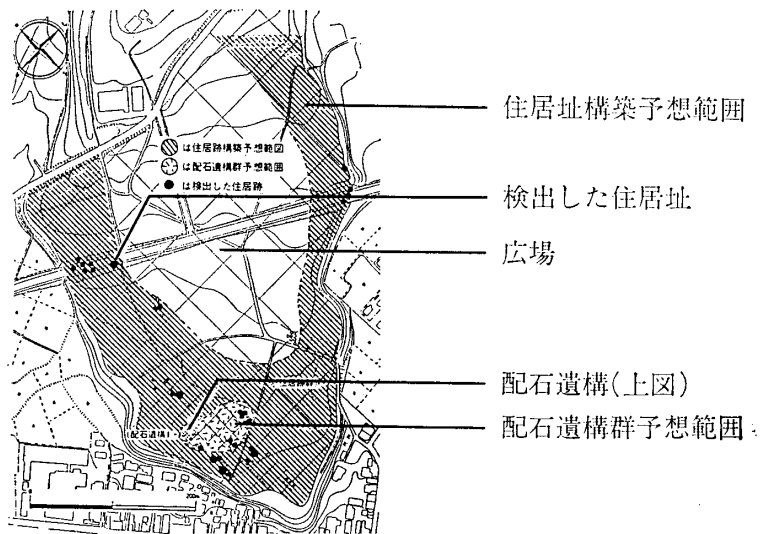 住居址構築予想範囲
は住居跡構築予想範図
は配石遺構群予想範囲
は検出した住居跡
検出した住居址
広場
配石遺構(上図)
配石遺構群予想範囲
200m